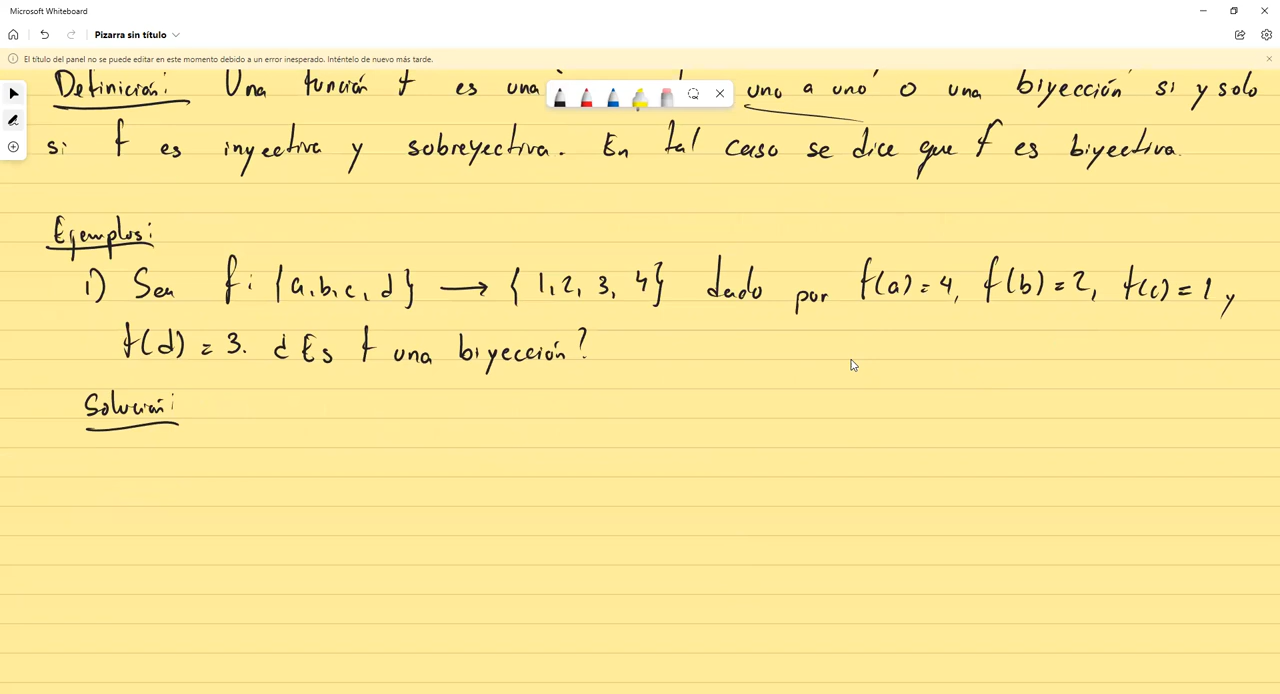 Microsoft Whiteboard
Pizarra sin título
El título del panel no se puede editar en este momento debido a un error inesperado. Inténtelo de nuevo más tarde.
Definición: Una función f es una uno a uno o una biyección si y solo
si f es inyectiva y sobreyectiva. En tal caso se dice que f es biyectiva.
Ejemplos:
1) Sea f: {a, b, c, d} → {1, 2, 3, 4} dado por f(a) = 4, f(b) = 2, f(c) = 1 y
f(d) = 3. ¿Es f una biyección?
Solución: